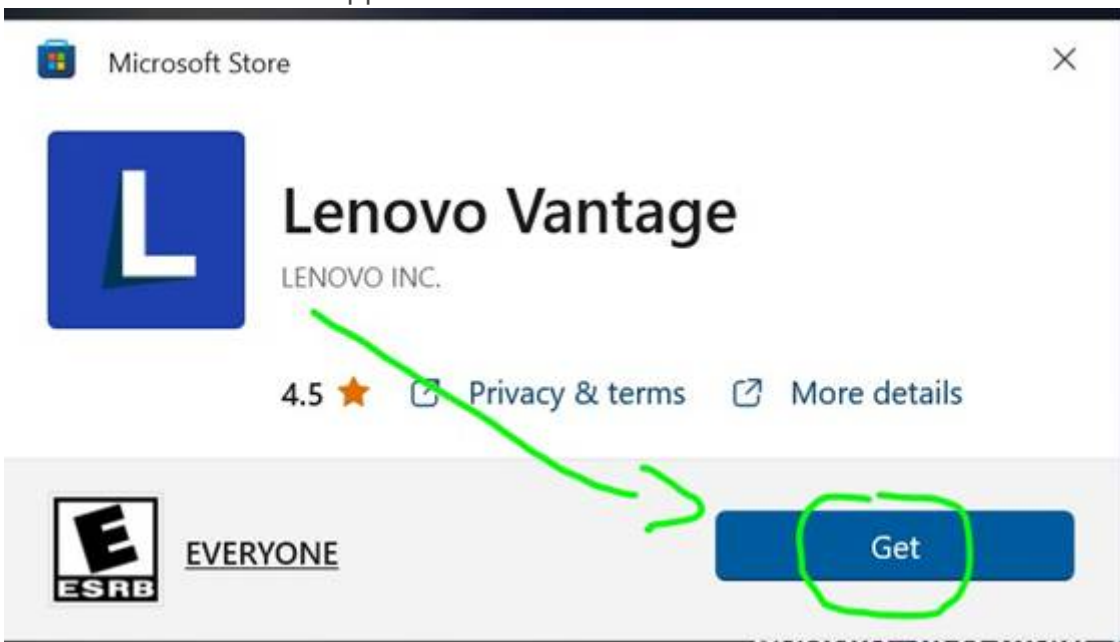 Microsoft Store
L
Lenovo Vantage
LENOVO INC.
4.5 Privacy & terms More details
E
ESRB
EVERYONE
Get